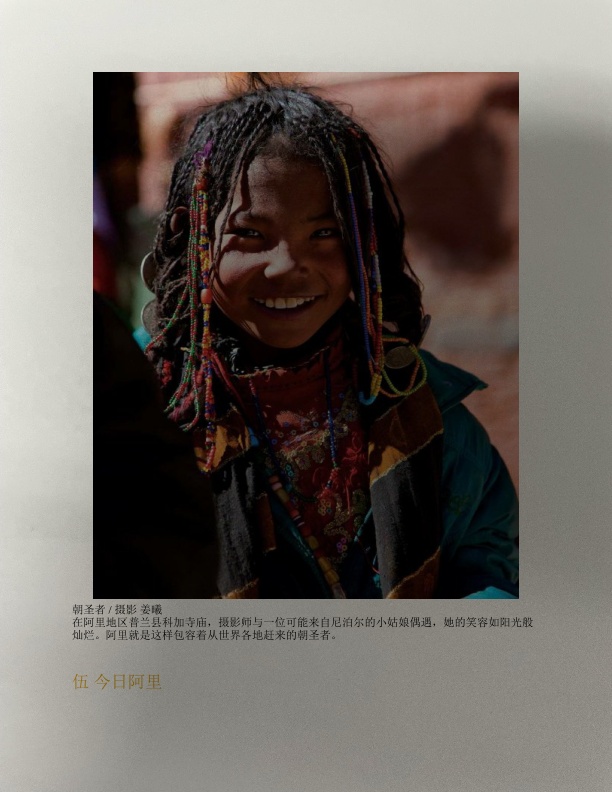 朝圣者 / 摄影 姜曦
在阿里地区普兰县科加寺庙，摄影师与一位可能来自尼泊尔的小姑娘偶遇，她的笑容如阳光般
灿烂。阿里就是这样包容着从世界各地赶来的朝圣者。
伍 今日阿里